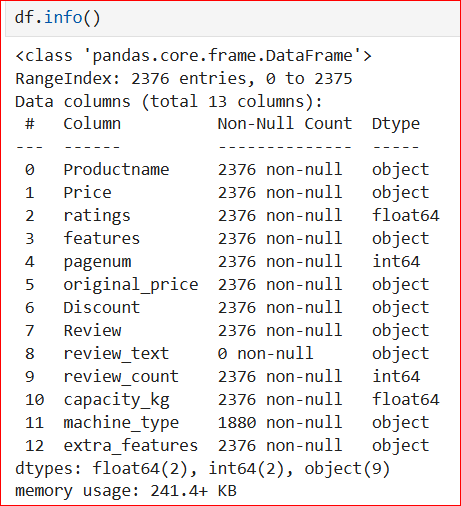 df.info()
<class 'pandas.core.frame.DataFrame'>
RangeIndex: 2376 entries, 0 to 2375
Data columns (total 13 columns):
 #   Column          Non-Null Count  Dtype
---  ------          --------------  -----
 0   Productname     2376 non-null   object
 1   Price           2376 non-null   object
 2   ratings         2376 non-null   float64
 3   features        2376 non-null   object
 4   pagenum         2376 non-null   int64
 5   original_price  2376 non-null   object
 6   Discount        2376 non-null   object
 7   Review          2376 non-null   object
 8   review_text     0 non-null      object
 9   review_count    2376 non-null   int64
 10  capacity_kg     2376 non-null   float64
 11  machine_type    1880 non-null   object
 12  extra_features  2376 non-null   object
dtypes: float64(2), int64(2), object(9)
memory usage: 241.4+ KB